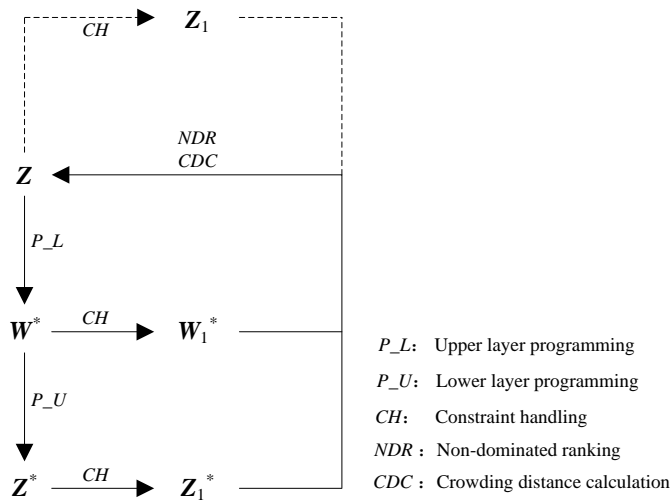 CH
Z₁
NDR
CDC
Z
P_L
W* CH W₁*
P_U
Z* CH Z₁*
P_L: Upper layer programming
P_U: Lower layer programming
CH: Constraint handling
NDR: Non-dominated ranking
CDC: Crowding distance calculation